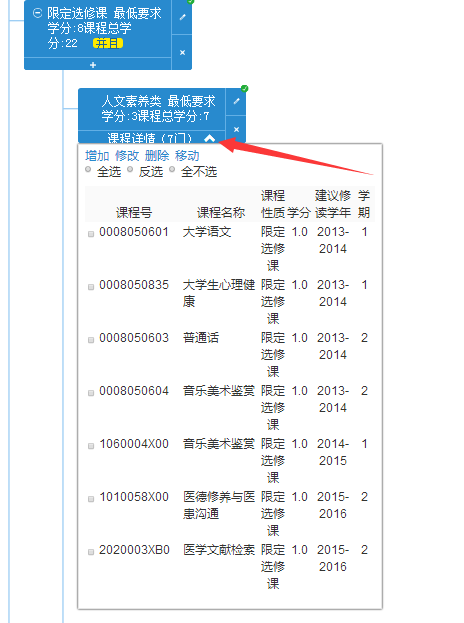 限定选修课 最低要求
学分:8课程总学
分:22
人文素养类 最低要求
学分:3课程总学分:7
课程详情 (7门)
增加 修改 删除 移动
全选 反选 全不选
课程号 课程名称 课程性质 学分 建议修读学年 学期
0008050601 大学语文 限定选修课 1.0 2013-2014 1
0008050835 大学生心理健康 限定选修课 1.0 2013-2014 1
0008050603 普通话 限定选修课 1.0 2013-2014 2
0008050604 音乐美术鉴赏 限定选修课 1.0 2013-2014 2
1060004X00 音乐美术鉴赏 限定选修课 1.0 2014-2015 1
1010058X00 医德修养与医患沟通 限定选修课 1.0 2015-2016 2
2020003XB0 医学文献检索 限定选修课 1.0 2015-2016 2